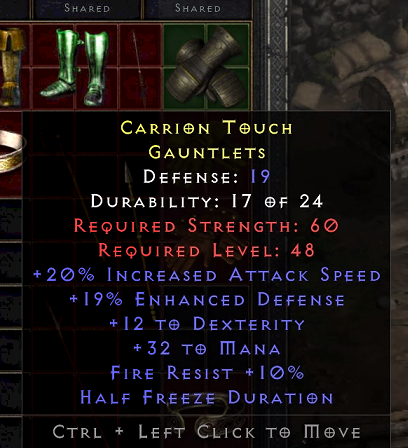 Shared Shared
Carrion Touch
Gauntlets
Defense: 19
Durability: 17 of 24
Required Strength: 60
Required Level: 48
+20% Increased Attack Speed
+19% Enhanced Defense
+12 to Dexterity
+32 to Mana
Fire Resist +10%
Half Freeze Duration
Ctrl + Left Click to Move